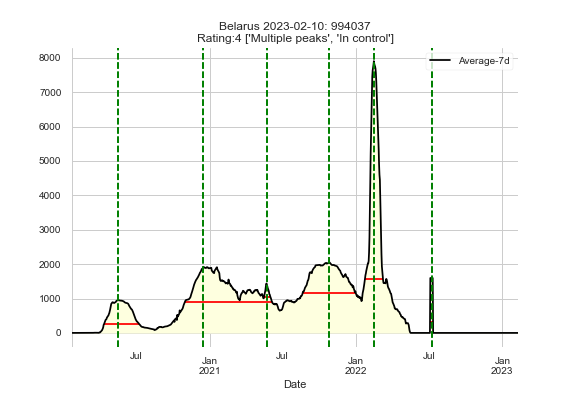 Belarus 2023-02-10: 994037
Rating:4 ['Multiple peaks', 'In control']
Average-7d
8000
7000
6000
5000
4000
3000
2000
1000
0
Jul
Jan
2021
Jul
Jan
2022
Jul
Jan
2023
Date